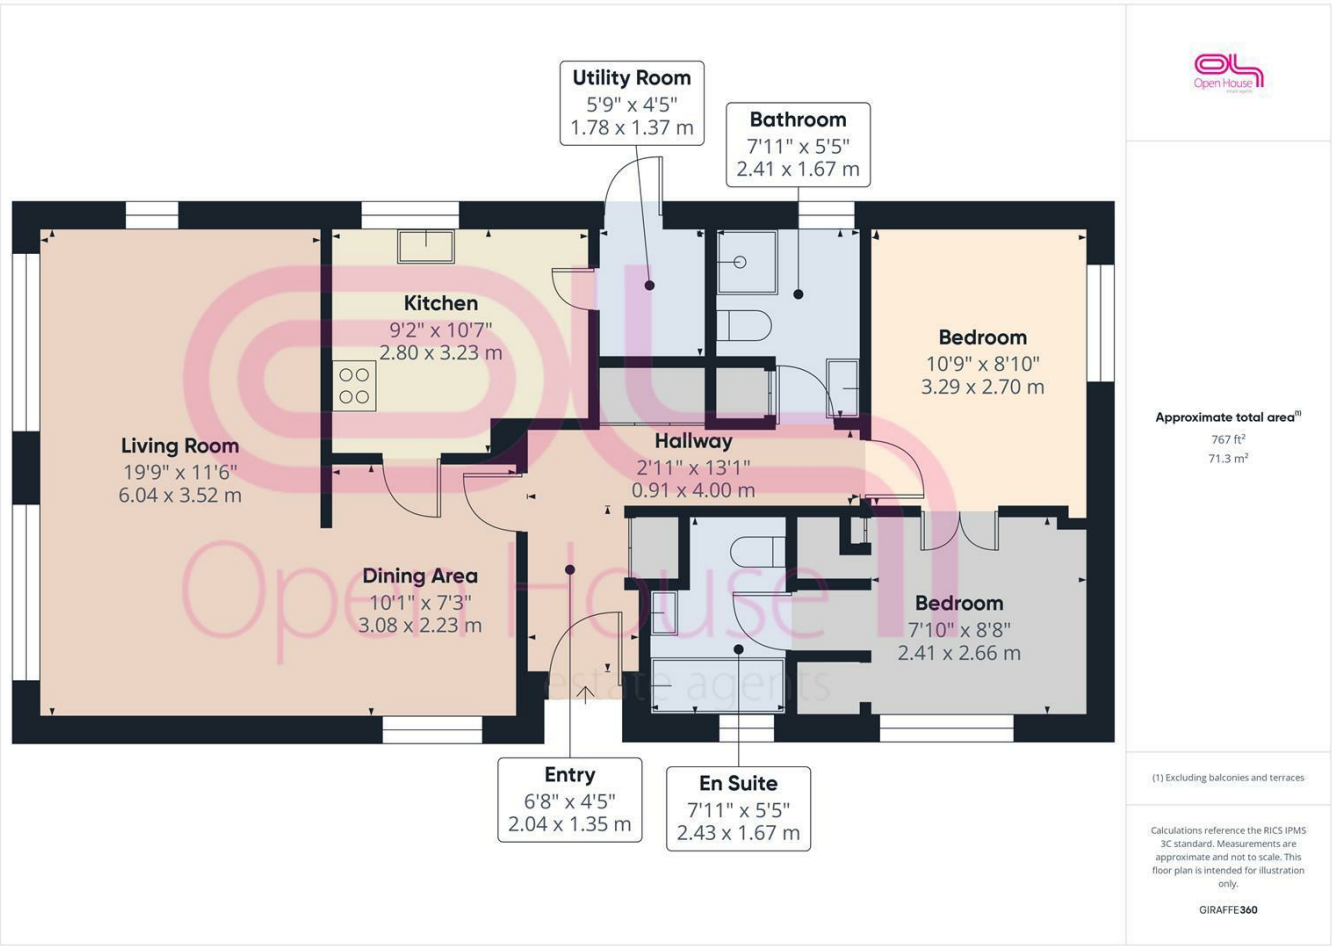 Utility Room
5'9" x 4'5"
1.78 x 1.37 m
Bathroom
7'11" x 5'5"
2.41 x 1.67 m
Kitchen
9'2" x 10'7"
2.80 x 3.23 m
Bedroom
10'9" x 8'10"
3.29 x 2.70 m
Living Room
19'9" x 11'6"
6.04 x 3.52 m
Hallway
2'11" x 13'1"
0.91 x 4.00 m
Dining Area
10'1" x 7'3"
3.08 x 2.23 m
Bedroom
7'10" x 8'8"
2.41 x 2.66 m
Open House
estate agents
Entry
6'8" x 4'5"
2.04 x 1.35 m
En Suite
7'11" x 5'5"
2.43 x 1.67 m
Open House
estate agents
Approximate total area(1)
767 ft²
71.3 m²
(1) Excluding balconies and terraces
Calculations reference the RICS IPMS
3C standard. Measurements are
approximate and not to scale. This
floor plan is intended for illustration
only.
GIRAFFE360